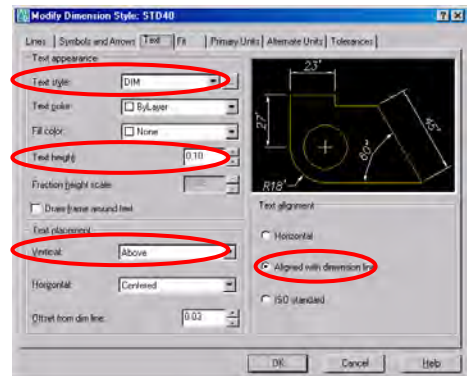 Modify Dimension Style: STD40
Lines Symbols and Arrows Text Fit Primary Units Alternate Units Tolerances
Text appearance
Text style: DIM
Text color: ByLayer
Fill color: None
Text height: 0.10
Fraction height scale:
Draw frame around text
Text placement
Vertical: Above
Horizontal: Centered
Offset from dim line: 0.03
23'
27'
45'
60°
R18'
Text alignment
Horizontal
Aligned with dimension line
ISO standard
OK Cancel Help